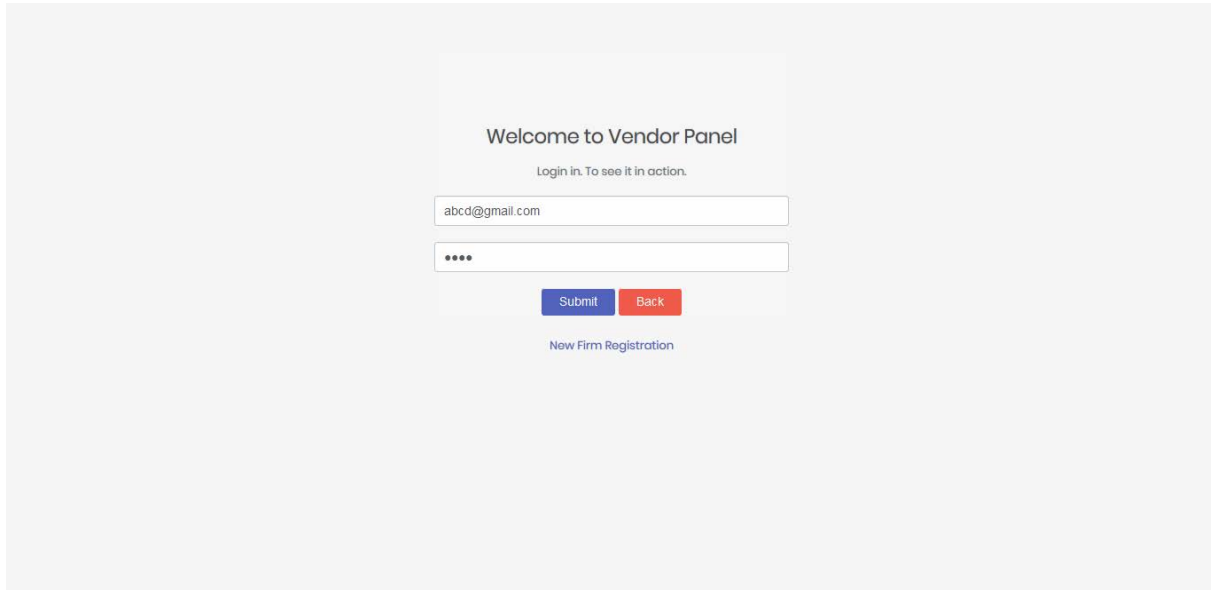 Welcome to Vendor Panel
Login in. To see it in action.
abcd@gmail.com
••••
Submit Back
New Firm Registration